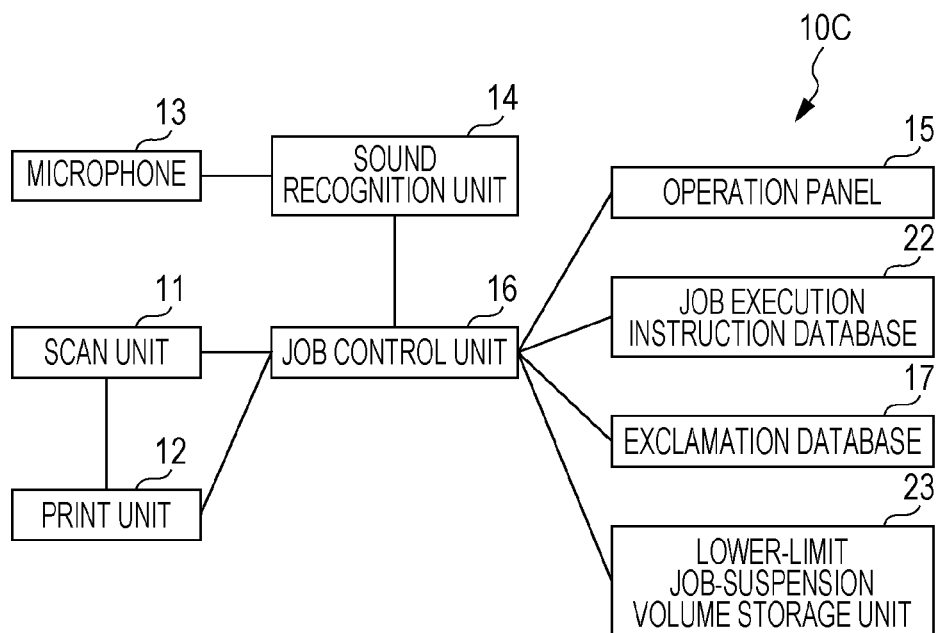 10C
13
MICROPHONE
14
SOUND
RECOGNITION UNIT
15
OPERATION PANEL
22
JOB EXECUTION
INSTRUCTION DATABASE
11
SCAN UNIT
16
JOB CONTROL UNIT
17
EXCLAMATION DATABASE
12
PRINT UNIT
23
LOWER-LIMIT
JOB-SUSPENSION
VOLUME STORAGE UNIT